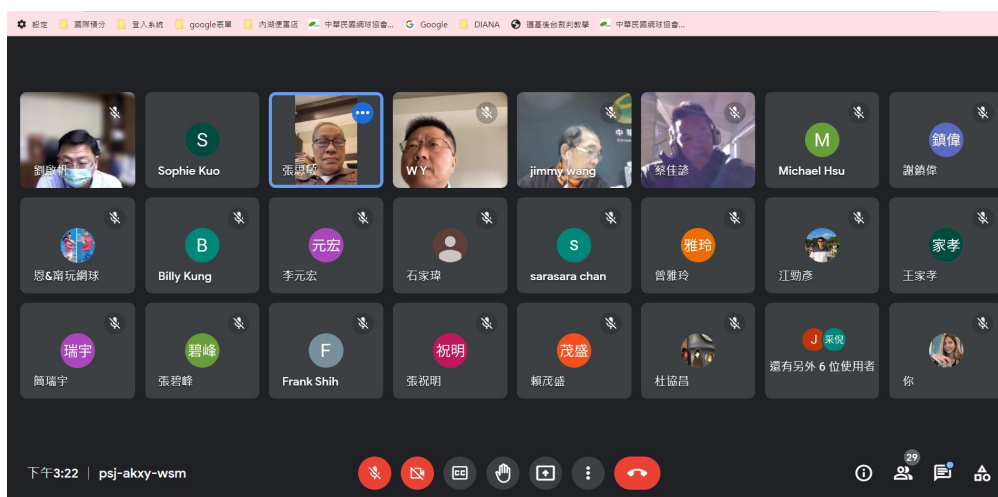 設定 國際積分 登入系統 google表單 內湖便當店 中華民國網球協會... Google DIANA 遴基後台裁判教學 中華民國網球協會...
劉啟帆 S Sophie Kuo 張思敏 W Y jimmy wang 蔡佳諺 M Michael Hsu 鎮偉 謝鎮偉
恩&甯玩網球 B Billy Kung 元宏 李元宏 石家瑋 S sarasara chan 雅玲 曾雅玲 江勁彥 家孝 王家孝
瑞宇 簡瑞宇 碧峰 張碧峰 F Frank Shih 祝明 張祝明 茂盛 賴茂盛 杜協昌 J 采倪 還有另外 6 位使用者 你
下午3:22 | psj-akxy-wsm CC 29